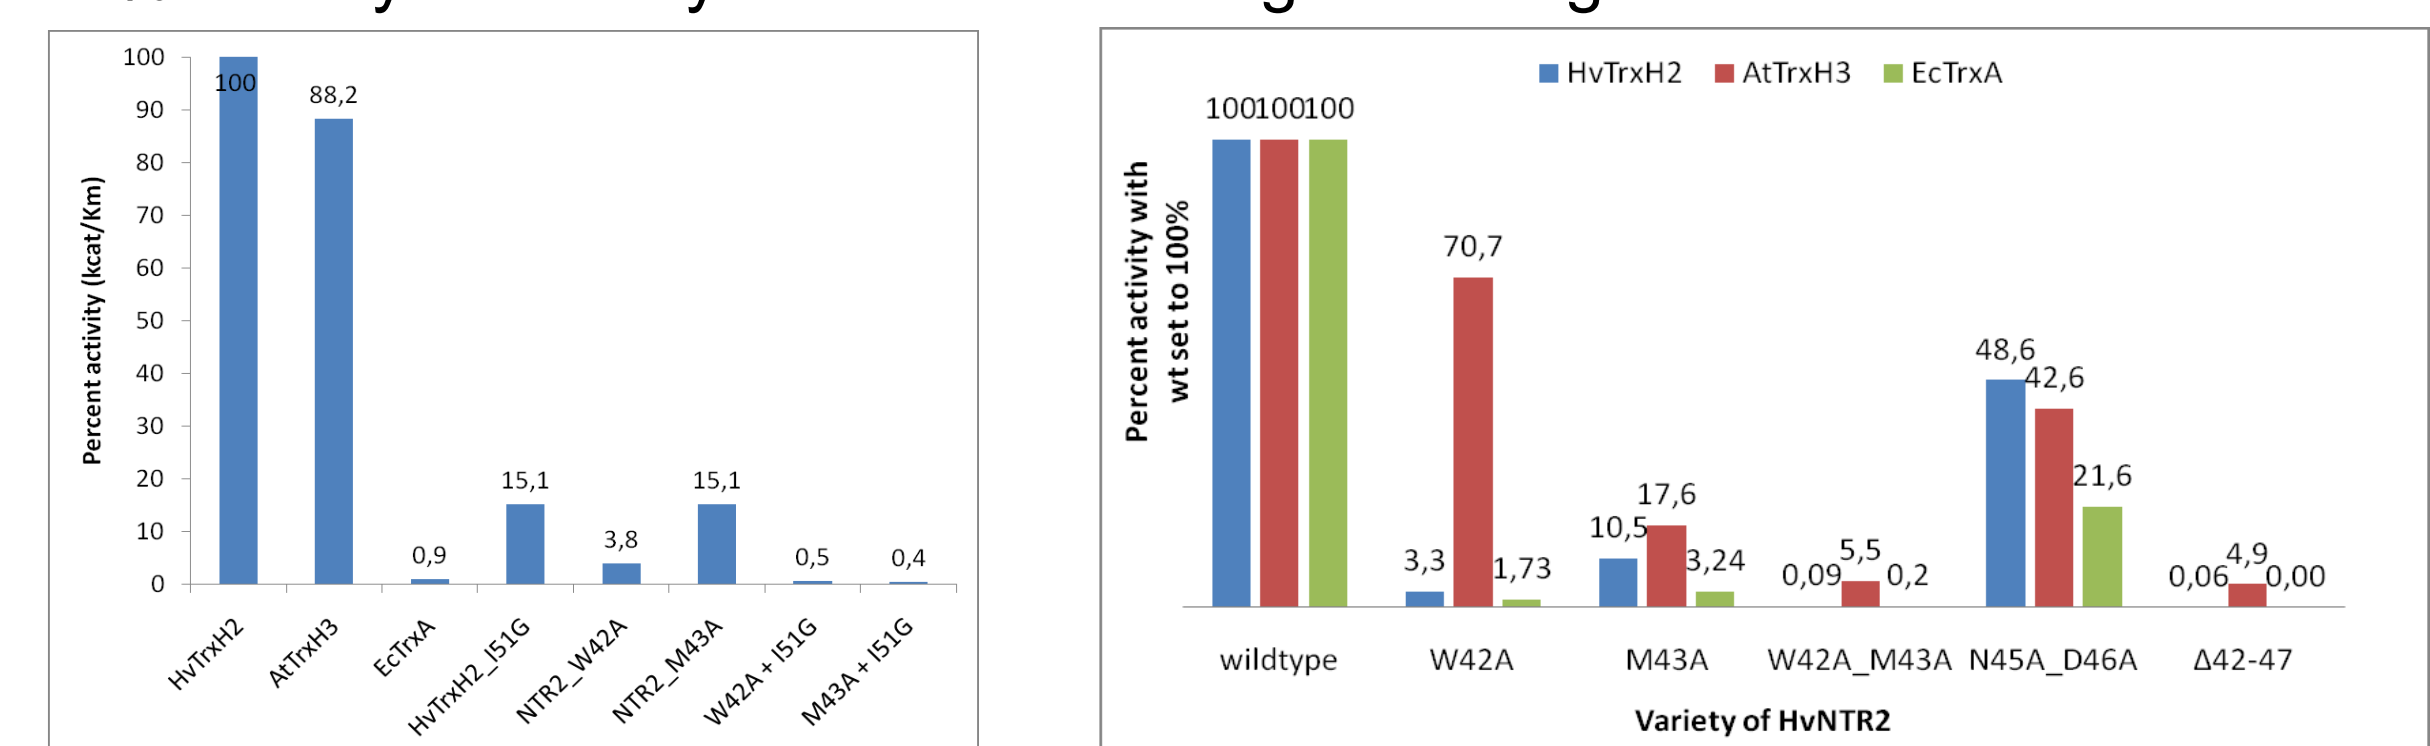 100
90
80
70
60
50
40
30
20
10
0
Percent activity (kcat/Km)
100
88,2
0,9
15,1
3,8
15,1
0,5
0,4
HvTrxH2
AtTrxH3
EcTrxA
HvTrxH2_I51G
NTR2_W42A
NTR2_M43A
W42A + I51G
M43A + I51G
HvTrxH2 AtTrxH3 EcTrxA
Percent activity with
wt set to 100%
100 100 100
3,3 70,7 1,73
10,5 17,6 3,24
0,09 5,5 0,2
48,6 42,6 21,6
0,06 4,9 0,00
wildtype W42A M43A W42A_M43A N45A_D46A Δ42-47
Variety of HvNTR2